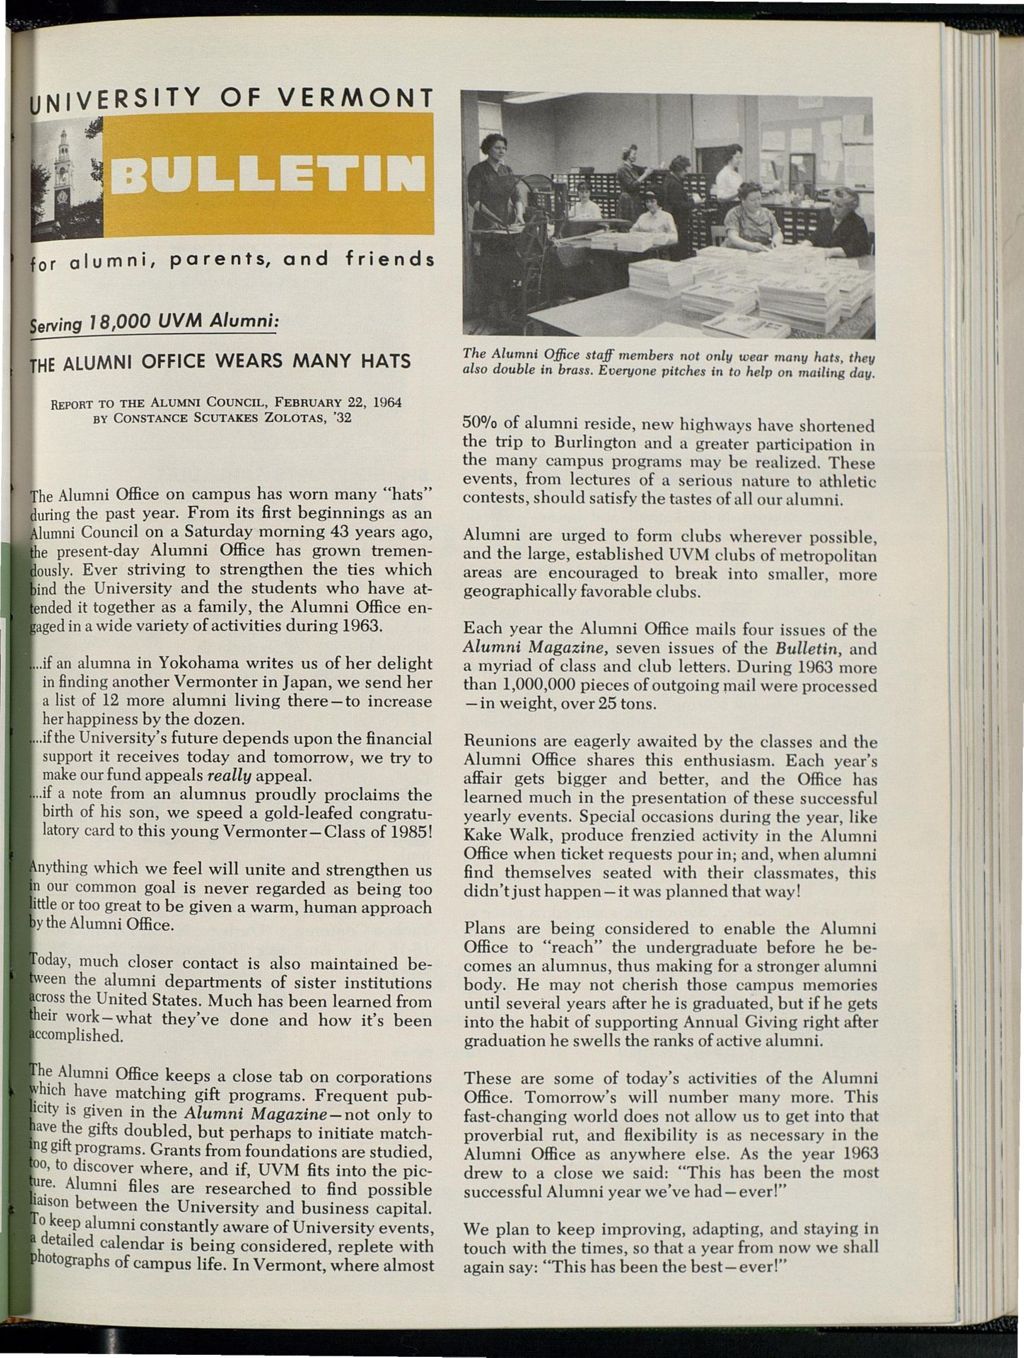 UNIVERSITY OF VERMONT
BULLETIN
for alumni, parents, and friends
Serving 18,000 UVM Alumni:
THE ALUMNI OFFICE WEARS MANY HATS
REPORT TO THE ALUMNI COUNCIL, FEBRUARY 22, 1964
BY CONSTANCE SCUTAKES ZOLOTAS, '32
The Alumni Office on campus has worn many "hats"
during the past year. From its first beginnings as an
Alumni Council on a Saturday morning 43 years ago,
the present-day Alumni Office has grown tremen-
dously. Ever striving to strengthen the ties which
bind the University and the students who have at-
tended it together as a family, the Alumni Office en-
gaged in a wide variety of activities during 1963.
....if an alumna in Yokohama writes us of her delight
in finding another Vermonter in Japan, we send her
a list of 12 more alumni living there—to increase
her happiness by the dozen.
....if the University's future depends upon the financial
support it receives today and tomorrow, we try to
make our fund appeals really appeal.
....if a note from an alumnus proudly proclaims the
birth of his son, we speed a gold-leafed congratu-
latory card to this young Vermonter—Class of 1985!
Anything which we feel will unite and strengthen us
in our common goal is never regarded as being too
little or too great to be given a warm, human approach
by the Alumni Office.
Today, much closer contact is also maintained be-
tween the alumni departments of sister institutions
across the United States. Much has been learned from
their work—what they've done and how it's been
accomplished.
The Alumni Office keeps a close tab on corporations
which have matching gift programs. Frequent pub-
licity is given in the Alumni Magazine—not only to
have the gifts doubled, but perhaps to initiate match-
ing gift programs. Grants from foundations are studied,
too, to discover where, and if, UVM fits into the pic-
ture. Alumni files are researched to find possible
liaison between the University and business capital.
To keep alumni constantly aware of University events,
a detailed calendar is being considered, replete with
photographs of campus life. In Vermont, where almost
The Alumni Office staff members not only wear many hats, they
also double in brass. Everyone pitches in to help on mailing day.
50% of alumni reside, new highways have shortened
the trip to Burlington and a greater participation in
the many campus programs may be realized. These
events, from lectures of a serious nature to athletic
contests, should satisfy the tastes of all our alumni.
Alumni are urged to form clubs wherever possible,
and the large, established UVM clubs of metropolitan
areas are encouraged to break into smaller, more
geographically favorable clubs.
Each year the Alumni Office mails four issues of the
Alumni Magazine, seven issues of the Bulletin, and
a myriad of class and club letters. During 1963 more
than 1,000,000 pieces of outgoing mail were processed
—in weight, over 25 tons.
Reunions are eagerly awaited by the classes and the
Alumni Office shares this enthusiasm. Each year's
affair gets bigger and better, and the Office has
learned much in the presentation of these successful
yearly events. Special occasions during the year, like
Kake Walk, produce frenzied activity in the Alumni
Office when ticket requests pour in; and, when alumni
find themselves seated with their classmates, this
didn't just happen—it was planned that way!
Plans are being considered to enable the Alumni
Office to "reach" the undergraduate before he be-
comes an alumnus, thus making for a stronger alumni
body. He may not cherish those campus memories
until several years after he is graduated, but if he gets
into the habit of supporting Annual Giving right after
graduation he swells the ranks of active alumni.
These are some of today's activities of the Alumni
Office. Tomorrow's will number many more. This
fast-changing world does not allow us to get into that
proverbial rut, and flexibility is as necessary in the
Alumni Office as anywhere else. As the year 1963
drew to a close we said: "This has been the most
successful Alumni year we've had—ever!"
We plan to keep improving, adapting, and staying in
touch with the times, so that a year from now we shall
again say: "This has been the best—ever!"